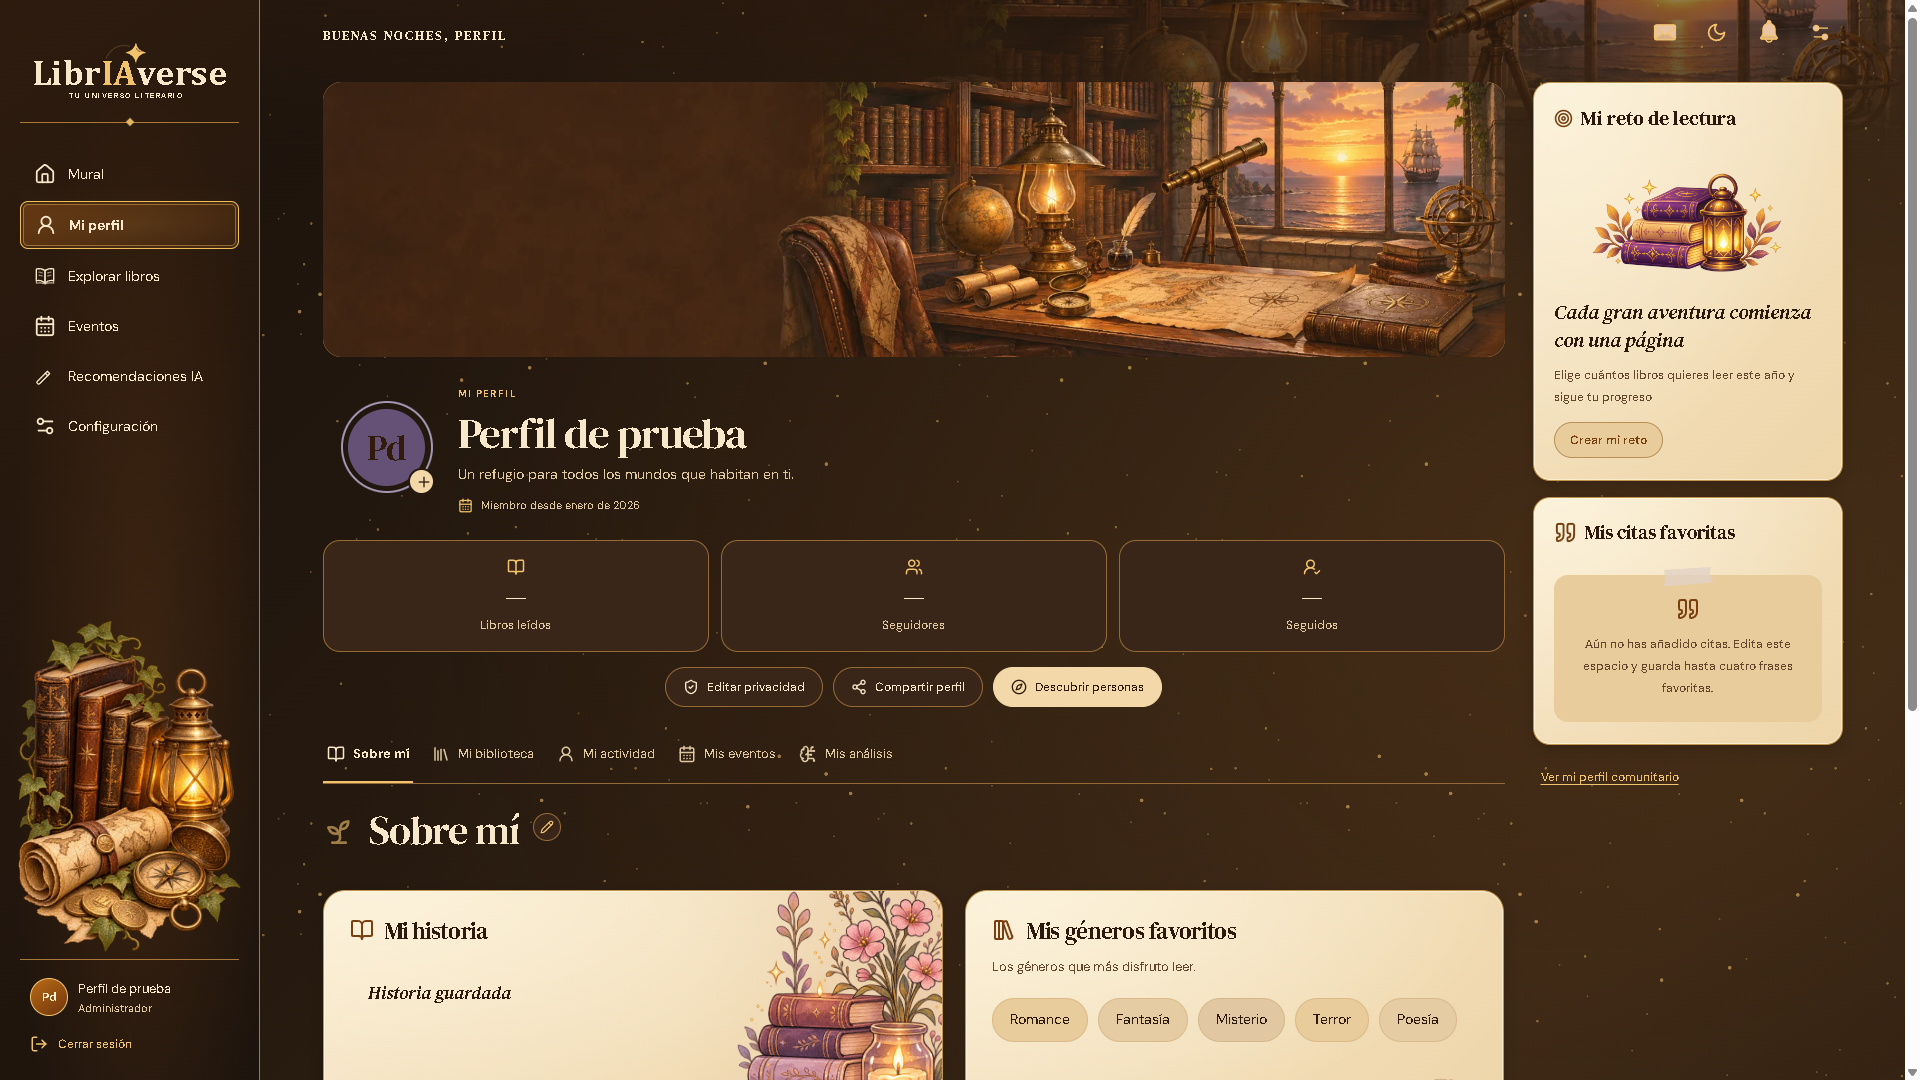 LibrIAverse
TU UNIVERSO LITERARIO
Mural
Mi perfil
Explorar libros
Eventos
Recomendaciones IA
Configuración
Pd
Perfil de prueba
Administrador
Cerrar sesión
BUENAS NOCHES, PERFIL
Pd
MI PERFIL
Perfil de prueba
Un refugio para todos los mundos que habitan en ti.
Miembro desde enero de 2026
—
Libros leídos
—
Seguidores
—
Seguidos
Editar privacidad
Compartir perfil
Descubrir personas
Sobre mí
Mi biblioteca
Mi actividad
Mis eventos
Mis análisis
Sobre mí
Mi historia
Historia guardada
Mis géneros favoritos
Los géneros que más disfruto leer.
Romance
Fantasía
Misterio
Terror
Poesía
Mi reto de lectura
Cada gran aventura comienza
con una página
Elige cuántos libros quieres leer este año y
sigue tu progreso
Crear mi reto
Mis citas favoritas
Aún no has añadido citas. Edita este
espacio y guarda hasta cuatro frases
favoritas.
Ver mi perfil comunitario